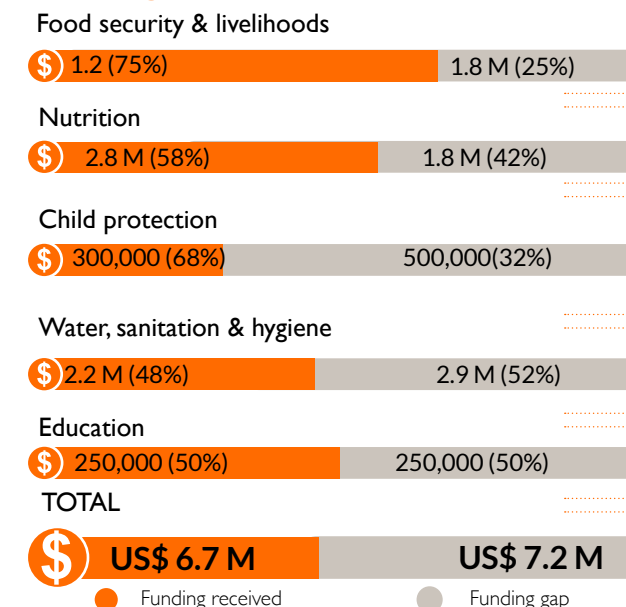 Food security & livelihoods
$ 1.2 (75%) 1.8 M (25%)
Nutrition
$ 2.8 M (58%) 1.8 M (42%)
Child protection
$ 300,000 (68%) 500,000(32%)
Water, sanitation & hygiene
$ 2.2 M (48%) 2.9 M (52%)
Education
$ 250,000 (50%) 250,000 (50%)
TOTAL
$ US$ 6.7 M US$ 7.2 M
Funding received Funding gap